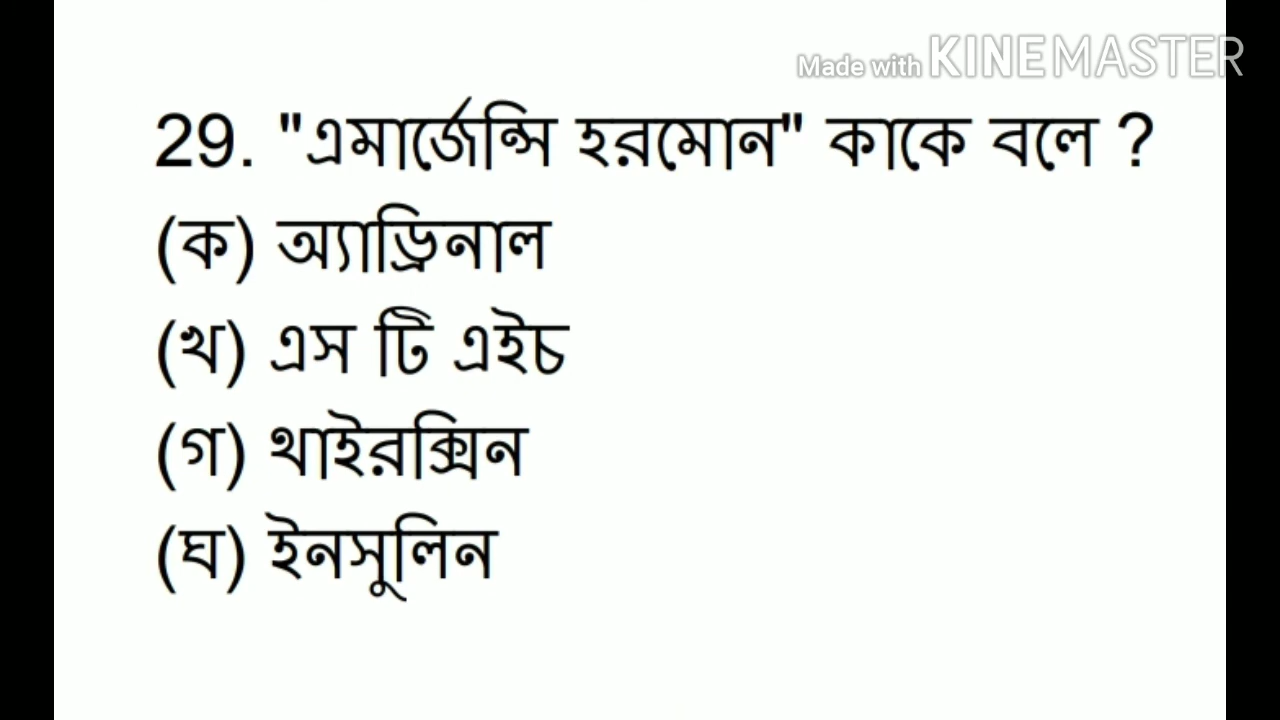 Made with KINEMASTER
29. "এমার্জেন্সি হরমোন" কাকে বলে ?
(ক) অ্যাড্রিনাল
(খ) এস টি এইচ
(গ) থাইরক্সিন
(ঘ) ইনসুলিন